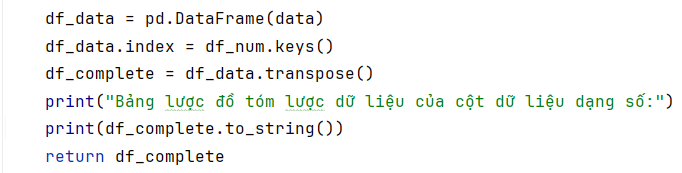 df_data = pd.DataFrame(data)
df_data.index = df_num.keys()
df_complete = df_data.transpose()
print("Bảng lược đồ tóm lược dữ liệu của cột dữ liệu dạng số:")
print(df_complete.to_string())
return df_complete